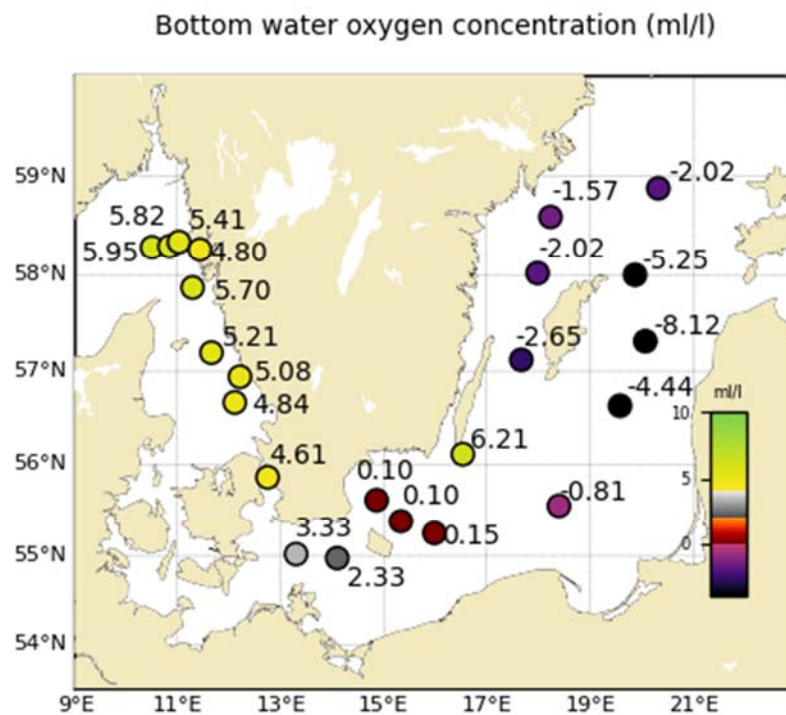 Bottom water oxygen concentration (ml/l)
59°N
-2.02
-1.57
5.82
5.41
5.95
4.80
-2.02
-5.25
58°N
5.70
5.21
-2.65
-8.12
57°N
5.08
4.84
-4.44
ml/l
10
6.21
4.61
56°N
0.10
5
0.10
-0.81
0.15
3.33
0
55°N
2.33
54°N
9°E
11°E
13°E
15°E
17°E
19°E
21°E